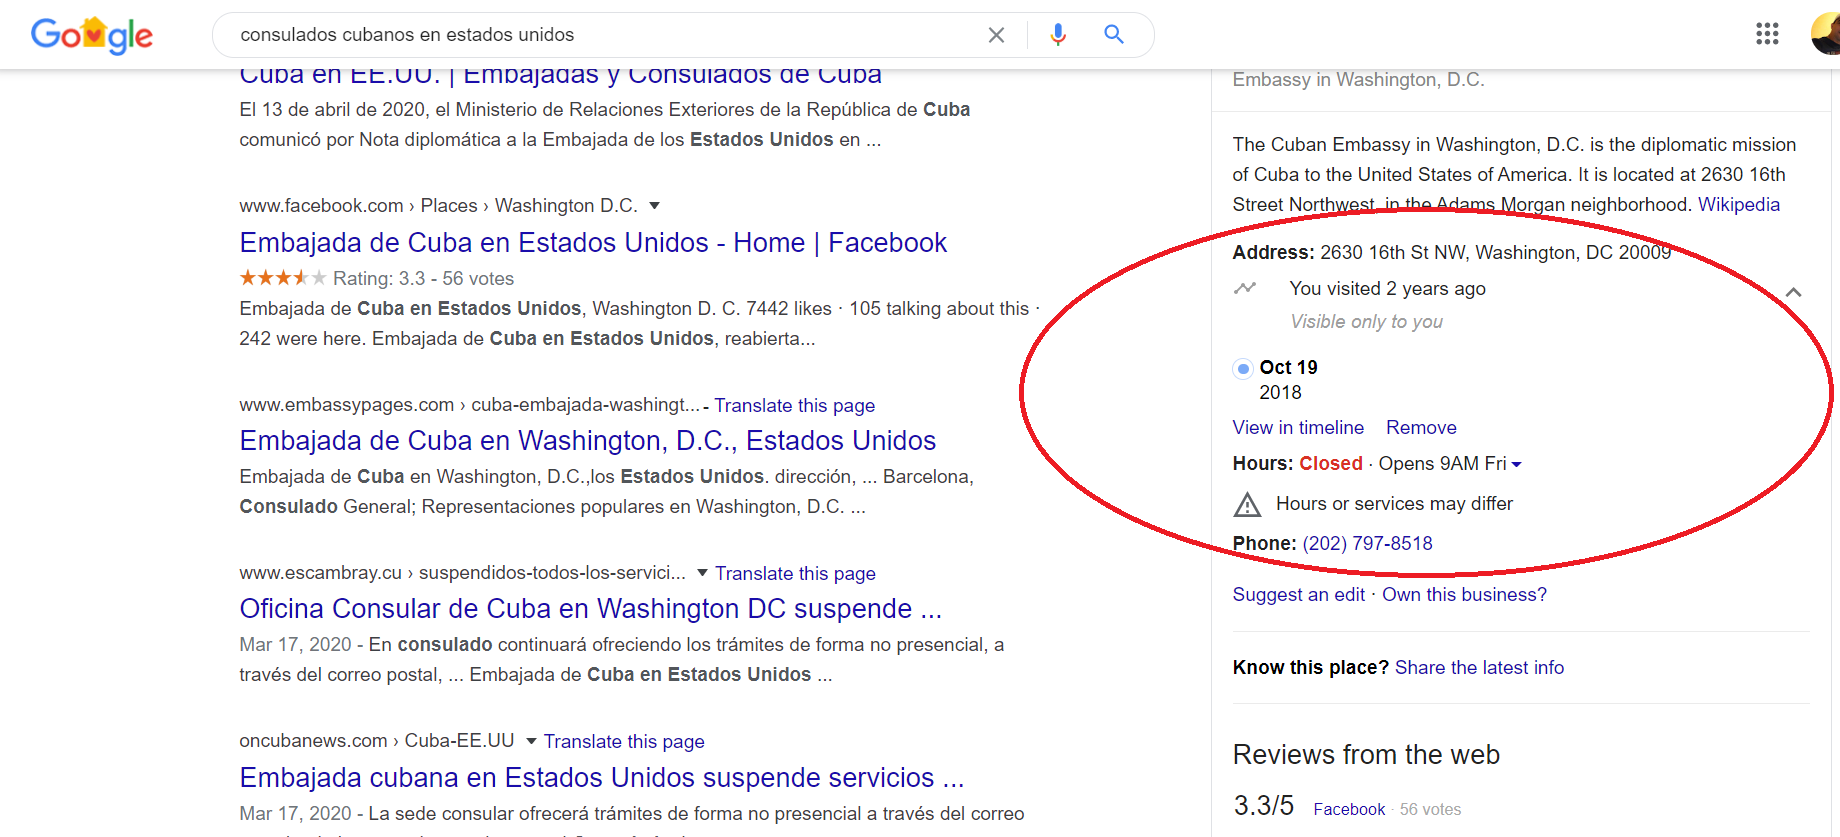 Google
consulados cubanos en estados unidos
Cuba en EE.UU. | Embajadas y Consulados de Cuba
El 13 de abril de 2020, el Ministerio de Relaciones Exteriores de la República de Cuba
comunicó por Nota diplomática a la Embajada de los Estados Unidos en ...
www.facebook.com › Places › Washington D.C.
Embajada de Cuba en Estados Unidos - Home | Facebook
Rating: 3.3 - 56 votes
Embajada de Cuba en Estados Unidos, Washington D. C. 7442 likes · 105 talking about this ·
242 were here. Embajada de Cuba en Estados Unidos, reabierta...
www.embassypages.com › cuba-embajada-washingt... - Translate this page
Embajada de Cuba en Washington, D.C., Estados Unidos
Embajada de Cuba en Washington, D.C.,los Estados Unidos. dirección, ... Barcelona,
Consulado General; Representaciones populares en Washington, D.C. ...
www.escambray.cu › suspendidos-todos-los-servici... Translate this page
Oficina Consular de Cuba en Washington DC suspende ...
Mar 17, 2020 - En consulado continuará ofreciendo los trámites de forma no presencial, a
través del correo postal, ... Embajada de Cuba en Estados Unidos ...
oncubanews.com › Cuba-EE.UU Translate this page
Embajada cubana en Estados Unidos suspende servicios ...
Mar 17, 2020 - La sede consular ofrecerá trámites de forma no presencial a través del correo
Embassy in Washington, D.C.
The Cuban Embassy in Washington, D.C. is the diplomatic mission
of Cuba to the United States of America. It is located at 2630 16th
Street Northwest, in the Adams Morgan neighborhood. Wikipedia
Address: 2630 16th St NW, Washington, DC 20009
You visited 2 years ago
Visible only to you
Oct 19
2018
View in timeline Remove
Hours: Closed · Opens 9AM Fri
Hours or services may differ
Phone: (202) 797-8518
Suggest an edit · Own this business?
Know this place? Share the latest info
Reviews from the web
3.3/5 Facebook · 56 votes